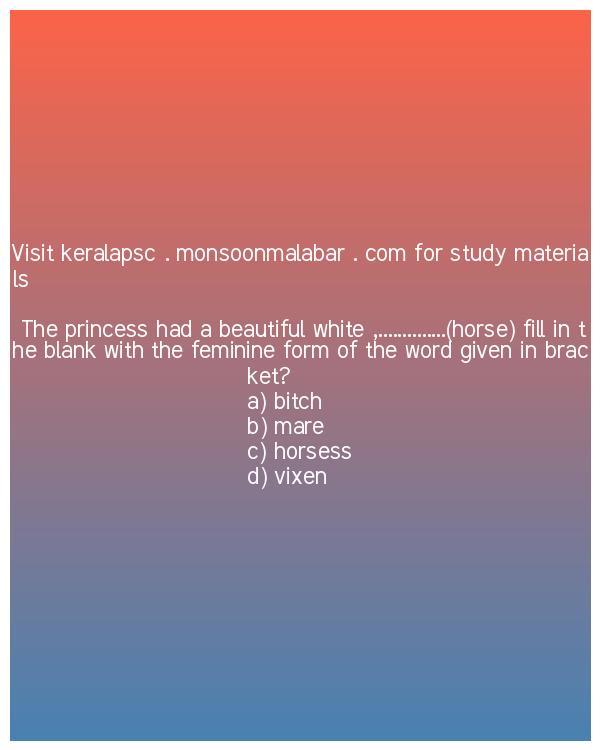 Visit keralapsc . monsoonmalabar . com for study materia
ls
The princess had a beautiful white ,..............(horse) fill in t
he blank with the feminine form of the word given in brac
ket?
a) bitch
b) mare
c) horsess
d) vixen